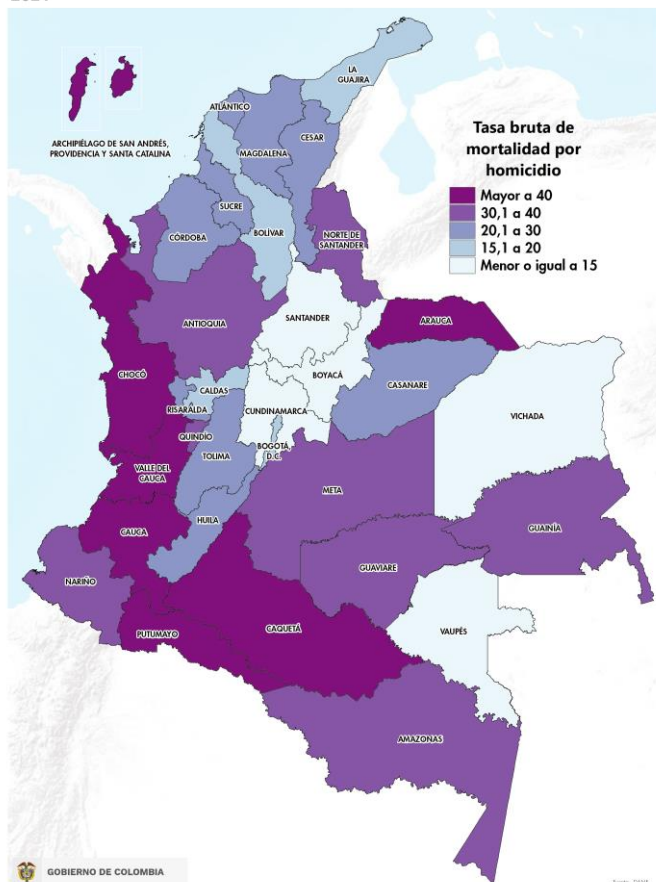 ARCHIPIÉLAGO DE SAN ANDRÉS,
PROVIDENCIA Y SANTA CATALINA
LA
GUAJIRA
ATLÁNTICO
MAGDALENA
CESAR
Tasa bruta de
mortalidad por
homicidio
Mayor a 40
30,1 a 40
20,1 a 30
15,1 a 20
Menor o igual a 15
SUCRE
CÓRDOBA
BOLÍVAR
NORTE DE
SANTANDER
ANTIOQUIA
SANTANDER
ARAUCA
CHOCÓ
BOYACÁ
CASANARE
CALDAS
RISARALDA
CUNDINAMARCA
VICHADA
QUINDÍO
BOGOTÁ
D.C.
TOLIMA
VALLE DEL
CAUCA
META
HUILA
CAUCA
GUAINÍA
GUAVIARE
NARIÑO
CAQUETÁ
VAUPÉS
PUTUMAYO
AMAZONAS
GOBIERNO DE COLOMBIA